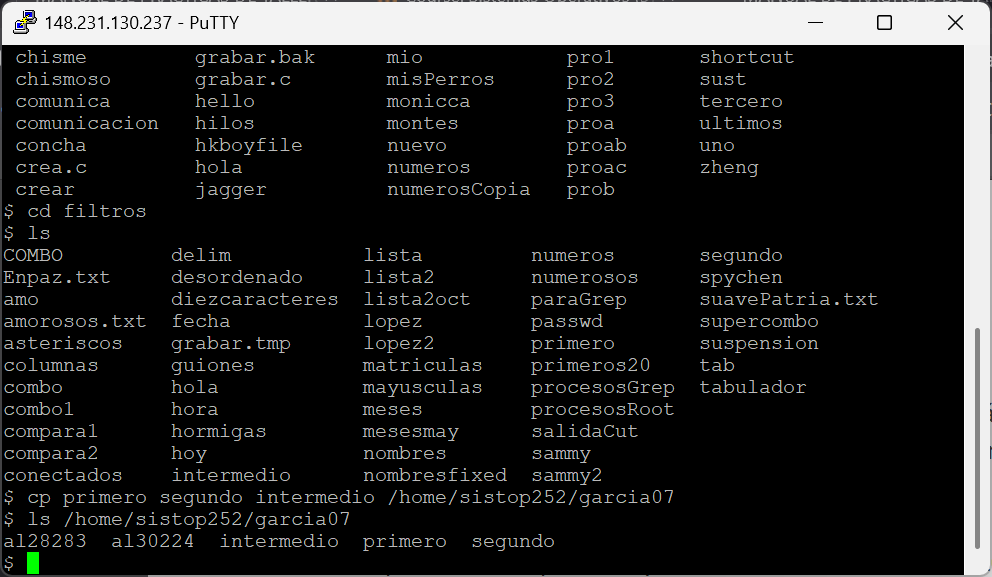 148.231.130.237 - PuTTY
chisme grabar.bak mio pro1 shortcut
chismoso grabar.c misPerros pro2 sust
comunica hello monicca pro3 tercero
comunicacion hilos montes proa ultimos
concha hkboyfile nuevo proab uno
crea.c hola numeros proac zheng
crear jagger numerosCopia prob
$ cd filtros
$ ls
COMBO delim lista numeros segundo
Enpaz.txt desordenado lista2 numerosos spychen
amo diezcaracteres lista2oct paraGrep suavePatria.txt
amorosos.txt fecha lopez passwd supercombo
asteriscos grabar.tmp lopez2 primero suspension
columnas guiones matriculas primeros20 tab
combo hola mayusculas procesosGrep tabulador
combo1 hora meses procesosRoot
compara1 hormigas mesesmay salidaCut
compara2 hoy nombres sammy
conectados intermedio nombresfixed sammy2
$ cp primero segundo intermedio /home/sistop252/garcia07
$ ls /home/sistop252/garcia07
al28283 al30224 intermedio primero segundo
$